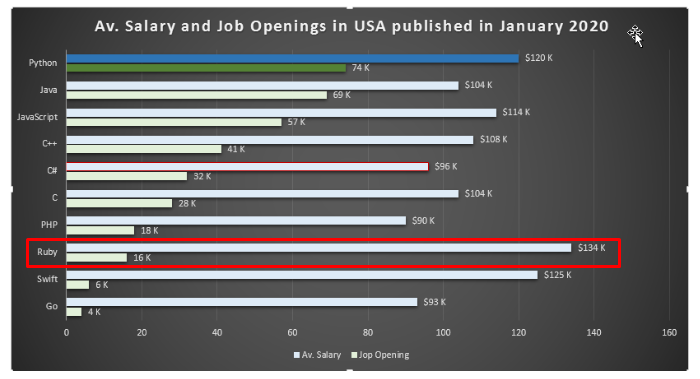 Av. Salary and Job Openings in USA published in January 2020
Python
$120 K
74 K
Java
$104 K
69 K
JavaScript
$114 K
57 K
C++
$108 K
41 K
C#
$96 K
32 K
C
$104 K
28 K
PHP
$90 K
18 K
Ruby
$134 K
16 K
Swift
$125 K
6 K
Go
$93 K
4 K
0 20 40 60 80 100 120 140 160
Av. Salary Jop Opening